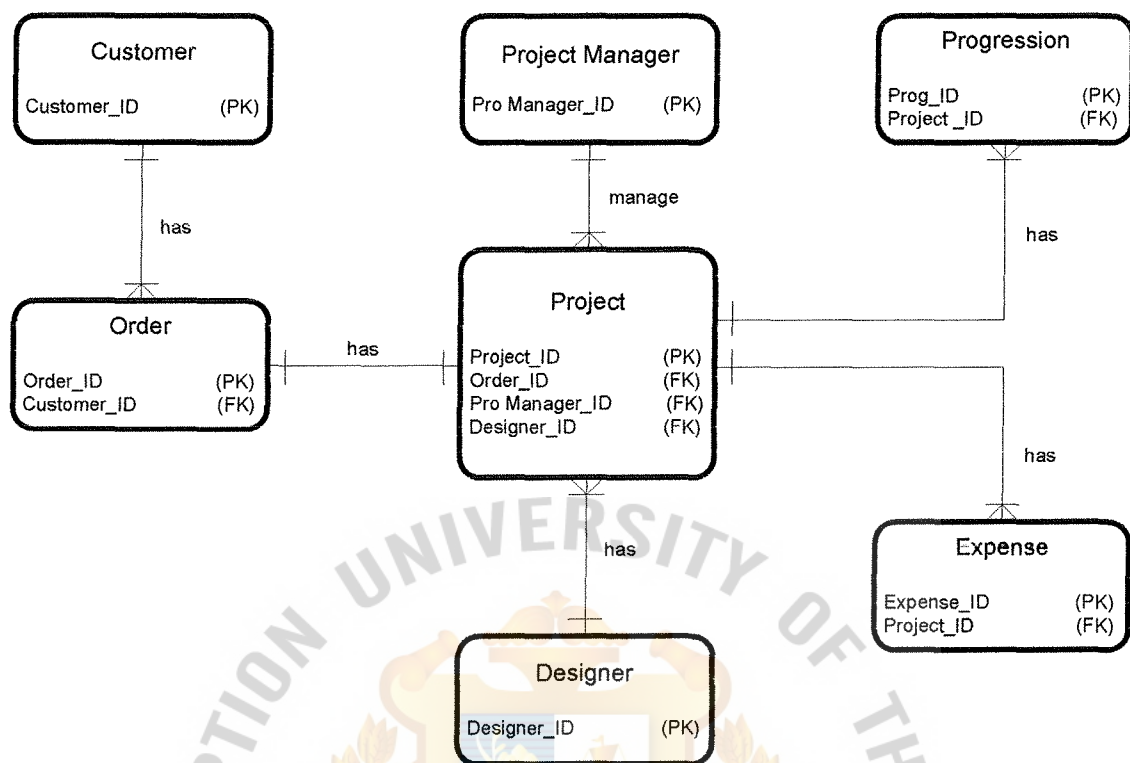 Customer
Customer_ID (PK)
Project Manager
Pro Manager_ID (PK)
Progression
Prog_ID (PK)
Project _ID (FK)
has
manage
has
Order
Order_ID (PK)
Customer_ID (FK)
has
Project
Project_ID (PK)
Order_ID (FK)
Pro Manager_ID (FK)
Designer_ID (FK)
has
Expense
Expense_ID (PK)
Project_ID (FK)
has
Designer
Designer_ID (PK)
UNIVERSITY OF